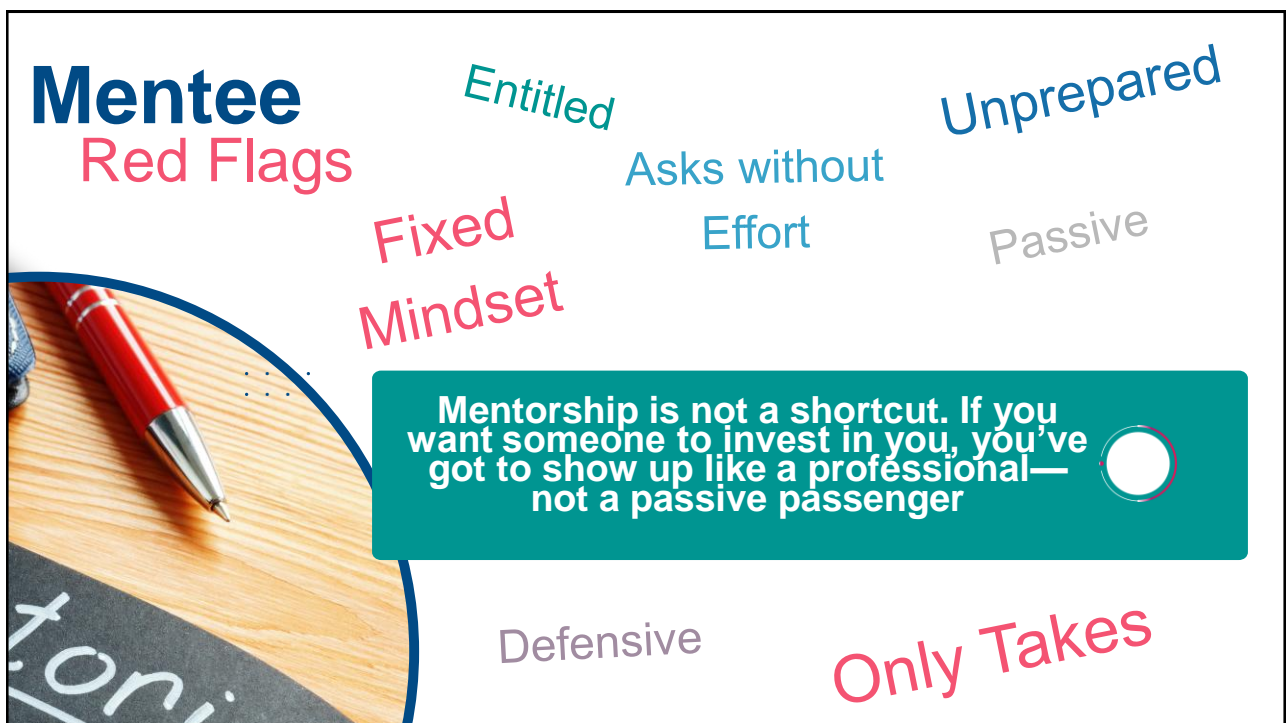 Mentee
Red Flags
Entitled
Unprepared
Asks without
Effort
Fixed
Mindset
Passive
Mentorship is not a shortcut. If you
want someone to invest in you, you’ve
got to show up like a professional—
not a passive passenger
Defensive
Only Takes
tori